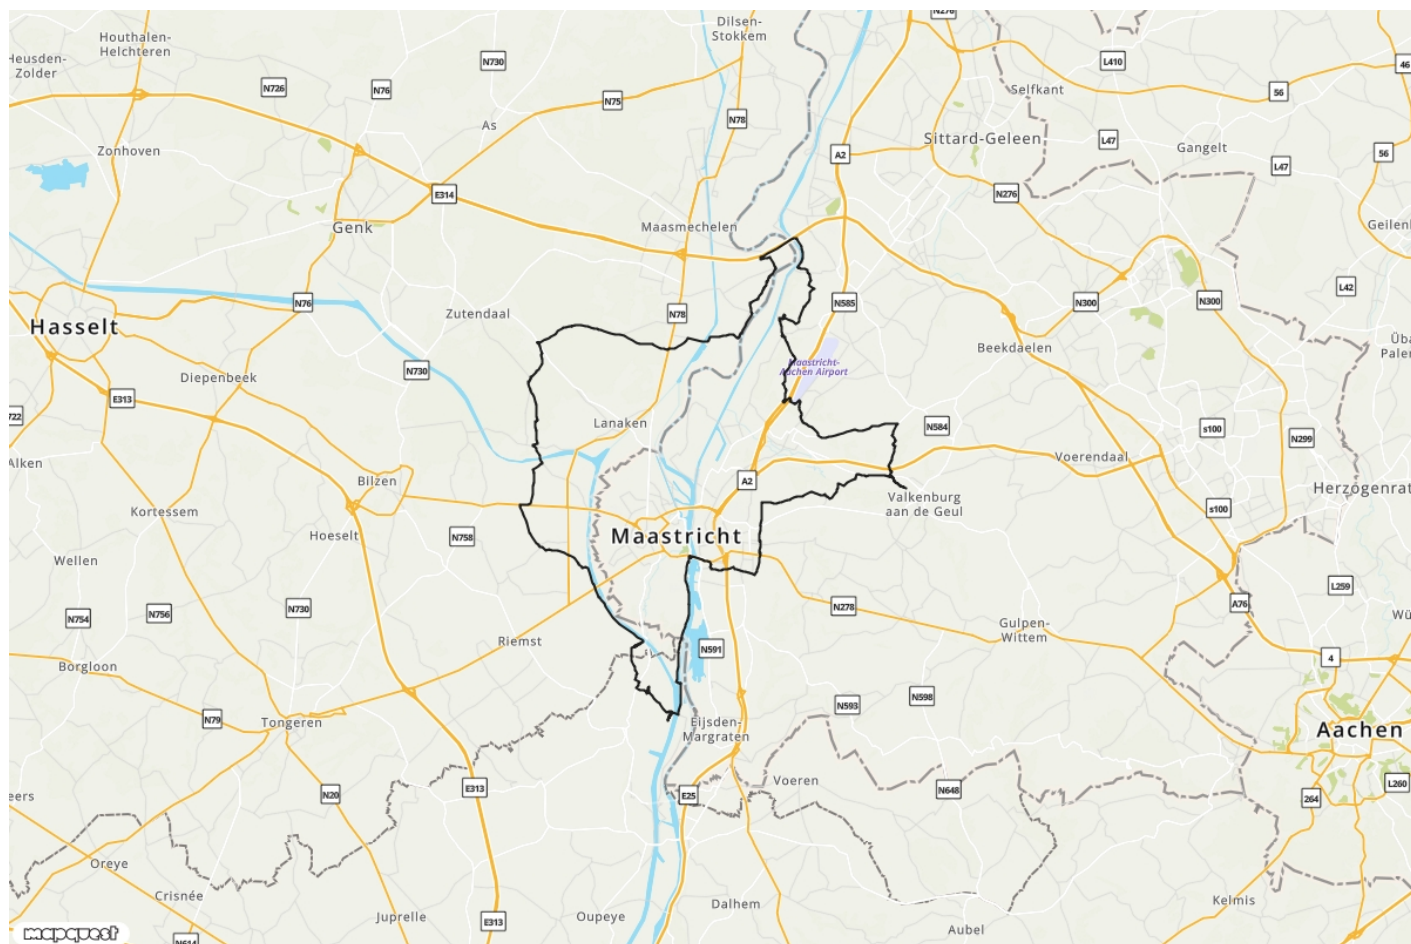 Dilsen-
Stokkem
N276
Houthalen-
Helchteren
Heusden-
Zolder
N730
L410
46
N726
N76
N75
Selfkant
56
N78
As
Sittard-Geleen
L47
Gangelt
56
Zonhoven
A2
L47
E314
N276
Genk
Maasmechelen
N76
Zutendaal
N78
N585
N300
N300
L42
Hasselt
Beekdaelen
N730
Diepenbeek
Maastricht-
Aachen Airport
E313
722
Lanaken
N584
s100
N299
Alken
Voerendaal
Bilzen
A2
Herzogenrat
Kortessem
Valkenburg
aan de Geul
s100
Hoeselt
N758
Maastricht
Wellen
L259
A76
N754
N756
N730
N278
Gulpen-
Wittem
Riemst
N591
4
Borgloon
N598
N593
N79
Tongeren
Eijsden-
Margraten
Aachen
Voeren
E313
N20
E25
N648
264
L260
Oreye
Crisnée
Juprelle
E313
Oupeye
Dalhem
Aubel
Kelmis
N614
mapquest